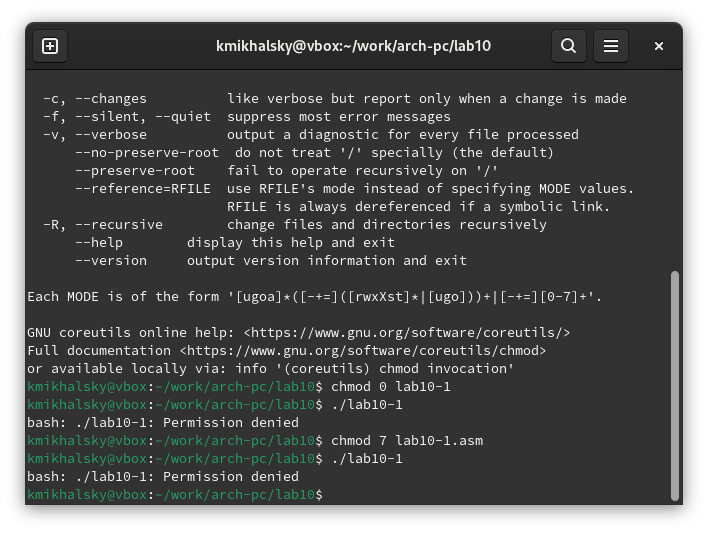 kmikhalsky@vbox:~/work/arch-pc/lab10
-c, --changes          like verbose but report only when a change is made
-f, --silent, --quiet  suppress most error messages
-v, --verbose          output a diagnostic for every file processed
--no-preserve-root  do not treat '/' specially (the default)
--preserve-root    fail to operate recursively on '/'
--reference=RFILE  use RFILE's mode instead of specifying MODE values.
RFILE is always dereferenced if a symbolic link.
-R, --recursive        change files and directories recursively
--help        display this help and exit
--version     output version information and exit
Each MODE is of the form '[ugoa]*([-+=]([rwxXst]*|[ugo]))+|[-+=][0-7]+'.
GNU coreutils online help: <https://www.gnu.org/software/coreutils/>
Full documentation <https://www.gnu.org/software/coreutils/chmod>
or available locally via: info '(coreutils) chmod invocation'
kmikhalsky@vbox:~/work/arch-pc/lab10$ chmod 0 lab10-1
kmikhalsky@vbox:~/work/arch-pc/lab10$ ./lab10-1
bash: ./lab10-1: Permission denied
kmikhalsky@vbox:~/work/arch-pc/lab10$ chmod 7 lab10-1.asm
kmikhalsky@vbox:~/work/arch-pc/lab10$ ./lab10-1
bash: ./lab10-1: Permission denied
kmikhalsky@vbox:~/work/arch-pc/lab10$